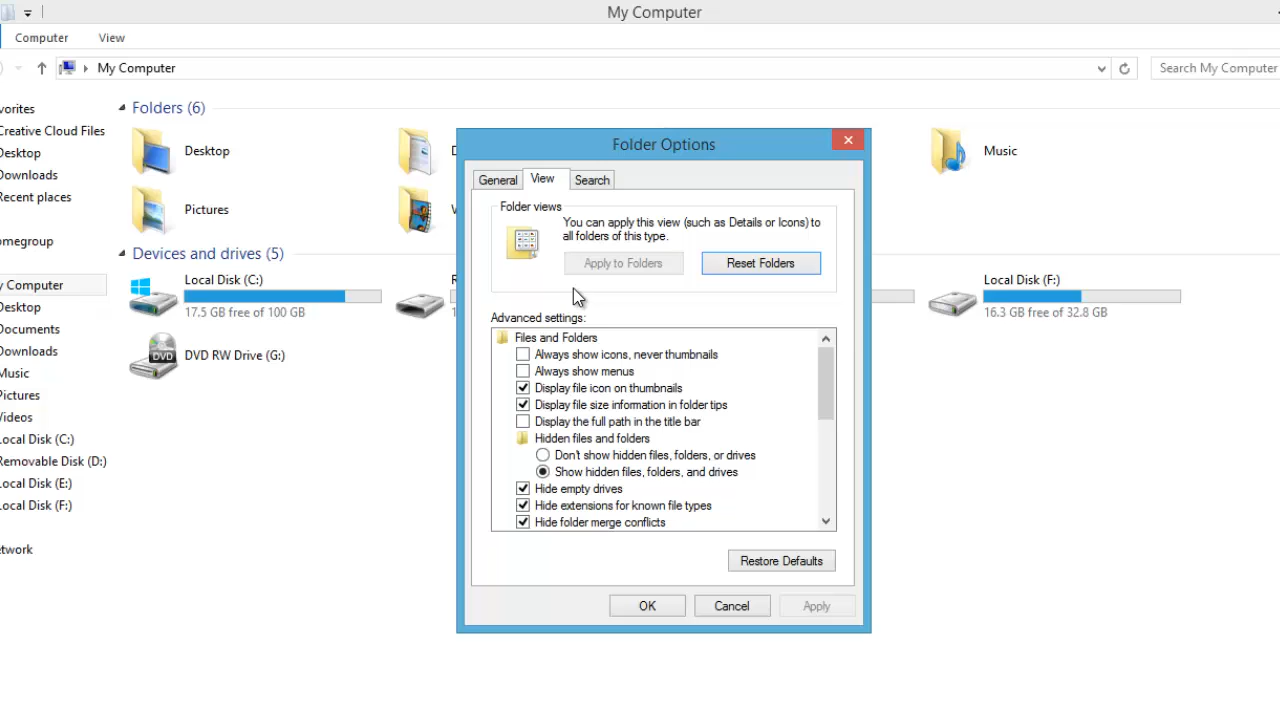 My Computer
Computer View
My Computer
Search My Computer
vorites
Creative Cloud Files
Desktop
Downloads
Recent places
omegroup
y Computer
Desktop
Documents
Downloads
Music
Pictures
Videos
Local Disk (C:)
Removable Disk (D:)
Local Disk (E:)
Local Disk (F:)
etwork
Folders (6)
Desktop
Music
Pictures
Devices and drives (5)
Local Disk (C:)
17.5 GB free of 100 GB
Local Disk (F:)
16.3 GB free of 32.8 GB
DVD
DVD RW Drive (G:)
Folder Options
General View Search
Folder views
You can apply this view (such as Details or Icons) to
all folders of this type.
Apply to Folders Reset Folders
Advanced settings:
Files and Folders
Always show icons, never thumbnails
Always show menus
Display file icon on thumbnails
Display file size information in folder tips
Display the full path in the title bar
Hidden files and folders
Don't show hidden files, folders, or drives
Show hidden files, folders, and drives
Hide empty drives
Hide extensions for known file types
Hide folder merge conflicts
Restore Defaults
OK Cancel Apply